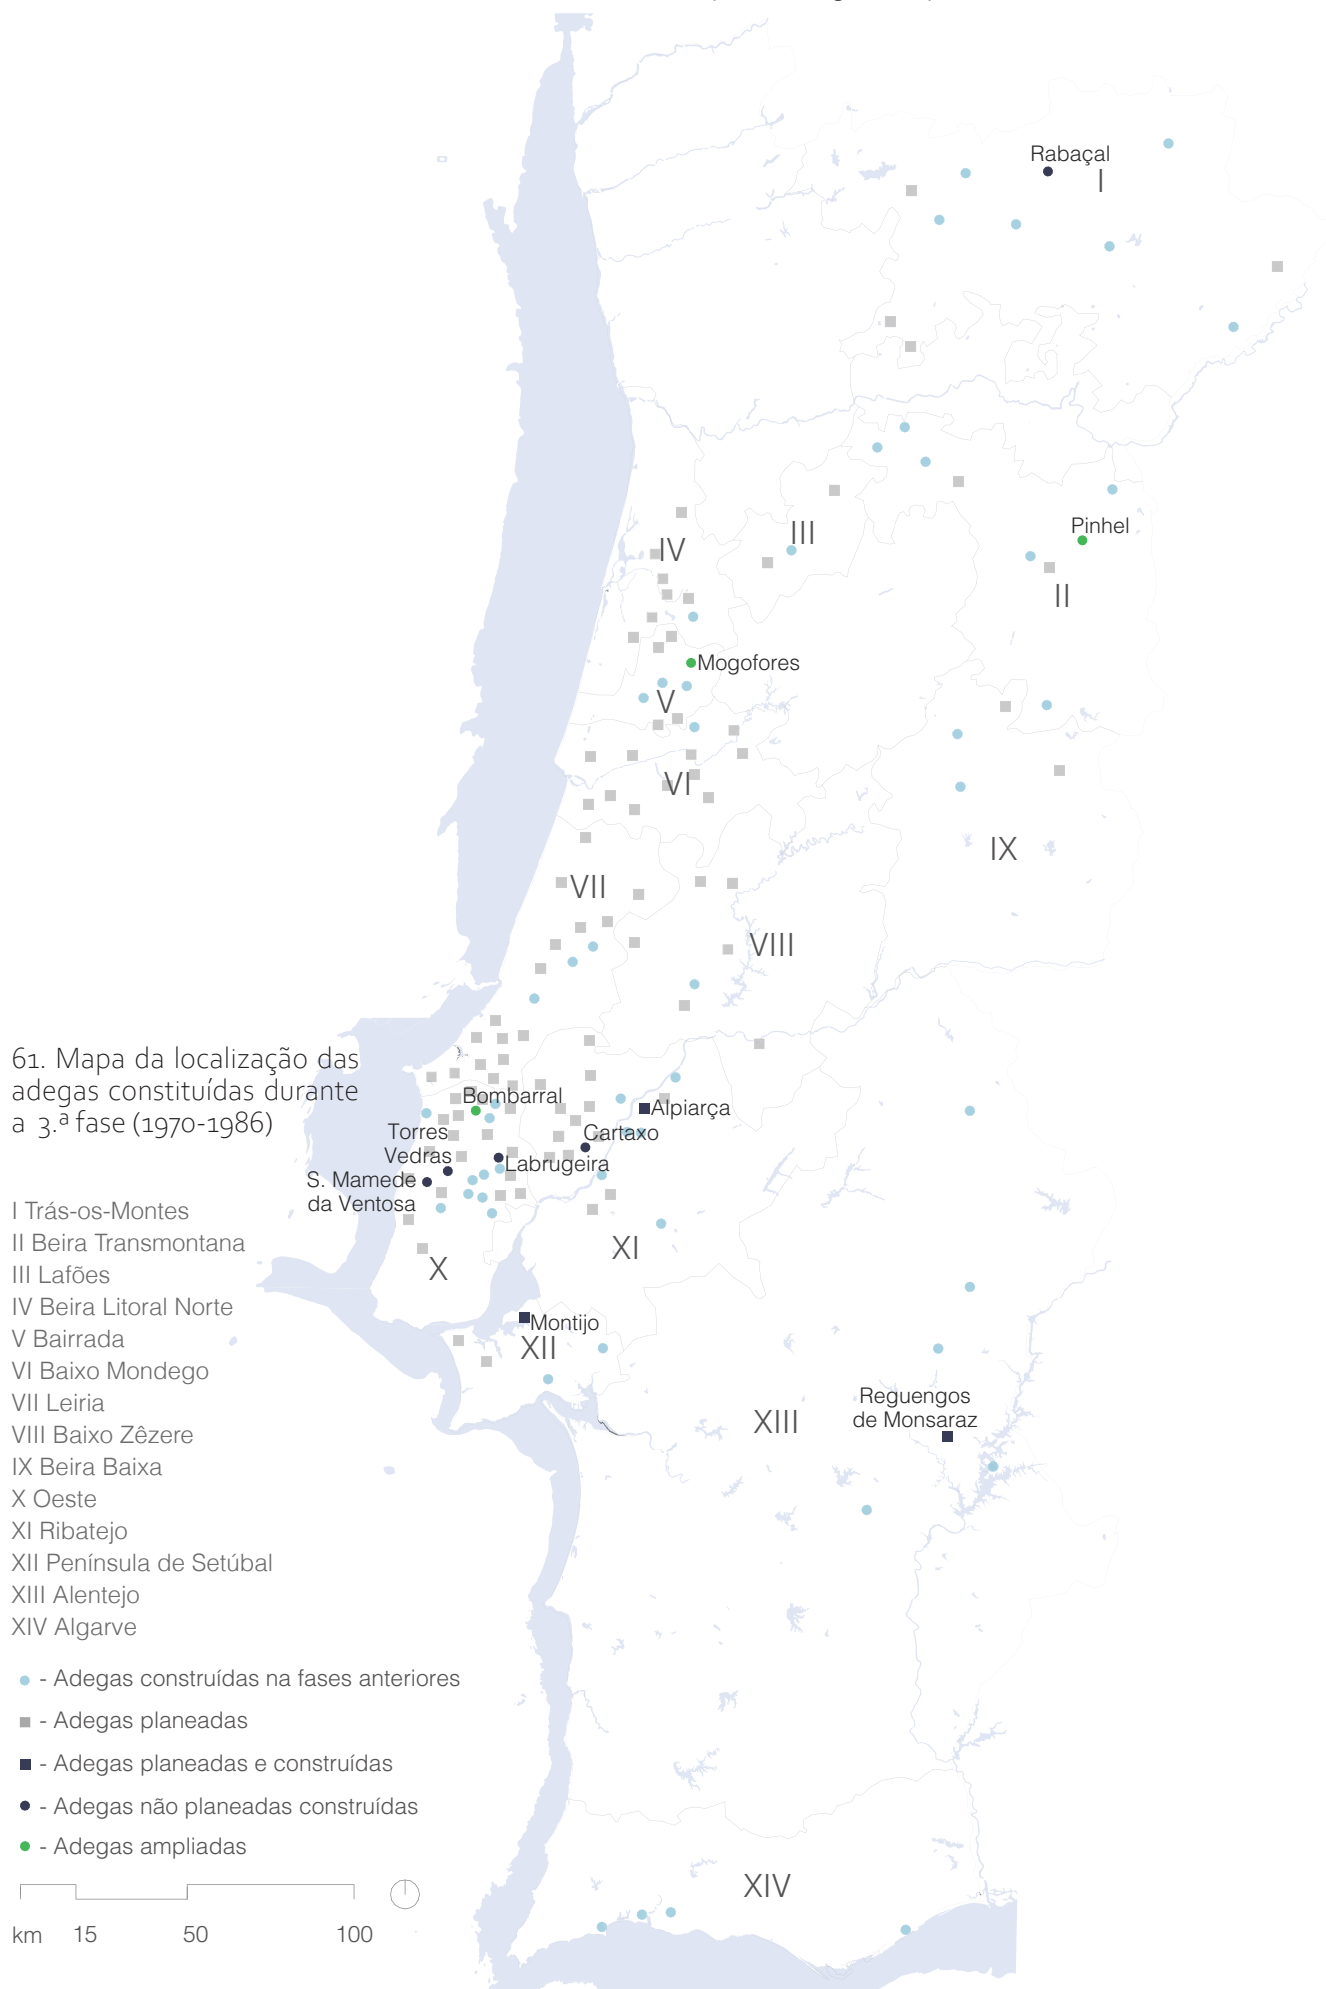 Rabaçal
I
Pinhel
III
IV
II
Mogofores
V
VI
IX
VII
VIII
61. Mapa da localização das
adegas constituídas durante
a 3.ª fase (1970-1986)
Bombarral
Alpiarça
Cartaxo
Torres
Vedras
Labrugeira
S. Mamede
da Ventosa
XI
X
Montijo
XII
Reguengos
de Monsaraz
XIII
XIV
I Trás-os-Montes
II Beira Transmontana
III Lafões
IV Beira Litoral Norte
V Bairrada
VI Baixo Mondego
VII Leiria
VIII Baixo Zêzere
IX Beira Baixa
X Oeste
XI Ribatejo
XII Península de Setúbal
XIII Alentejo
XIV Algarve
- Adegas construídas na fases anteriores
- Adegas planeadas
- Adegas planeadas e construídas
- Adegas não planeadas construídas
- Adegas ampliadas
km 15 50 100